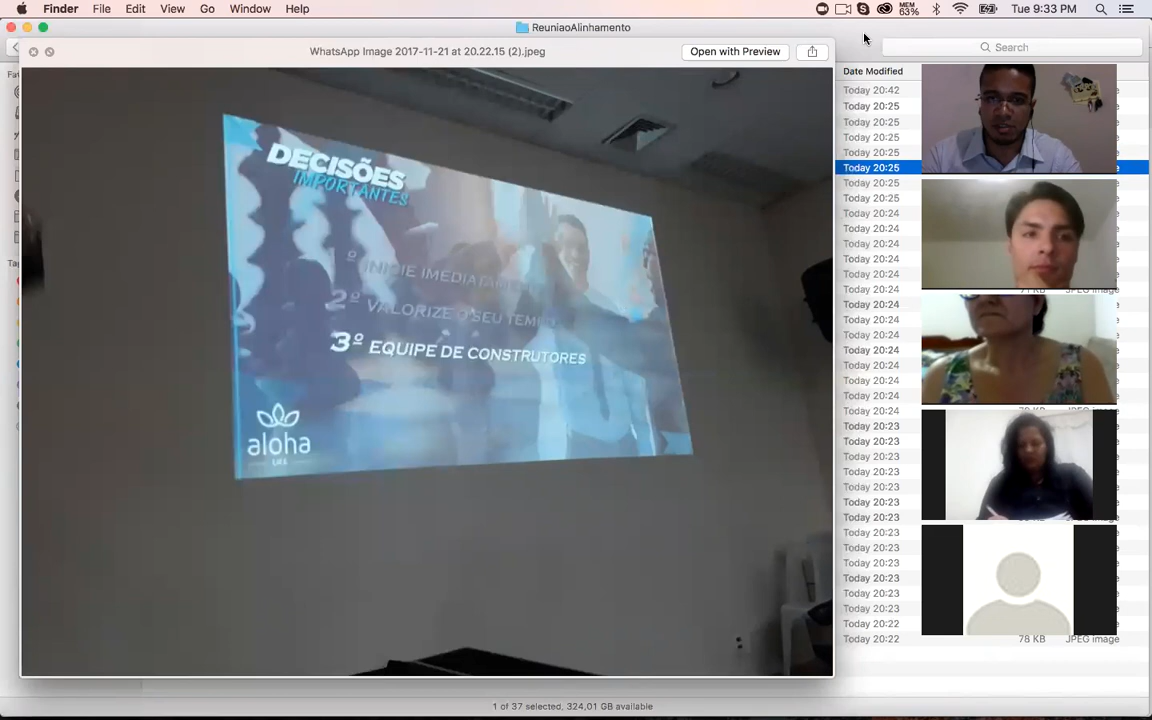 Finder File Edit View Go Window Help MEM 63% Tue 9:33 PM
ReuniaoAlinhamento
WhatsApp Image 2017-11-21 at 20.22.15 (2).jpeg Open with Preview Search
Date Modified
Today 20:42
Today 20:25
Today 20:25
Today 20:25
Today 20:25
Today 20:25
Today 20:25
Today 20:25
Today 20:24
Today 20:24
Today 20:24
Today 20:24
Today 20:24
Today 20:24
Today 20:24
Today 20:24
Today 20:24
Today 20:24
Today 20:24
Today 20:24
Today 20:24
Today 20:24
Today 20:23
Today 20:23
Today 20:23
Today 20:23
Today 20:23
Today 20:23
Today 20:23
Today 20:23
Today 20:23
Today 20:23
Today 20:23
Today 20:23
Today 20:23
Today 20:22
Today 20:22 78 KB JPEG image
DECISÕES
IMPORTANTES
2º VALORIZE O SEU TEMPO
3º EQUIPE DE CONSTRUTORES
aloha
LIFE
1 of 37 selected, 324,01 GB available